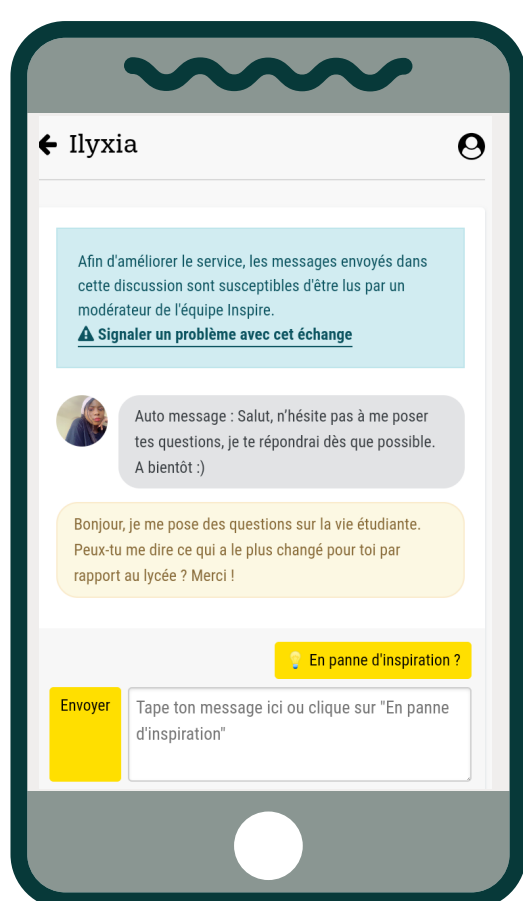 Ilyxia
Afin d'améliorer le service, les messages envoyés dans
cette discussion sont susceptibles d'être lus par un
modérateur de l'équipe Inspire.
Signaler un problème avec cet échange
Auto message : Salut, n’hésite pas à me poser
tes questions, je te répondrai dès que possible.
A bientôt :)
Bonjour, je me pose des questions sur la vie étudiante.
Peux-tu me dire ce qui a le plus changé pour toi par
rapport au lycée ? Merci !
En panne d'inspiration ?
Envoyer
Tape ton message ici ou clique sur "En panne
d'inspiration"